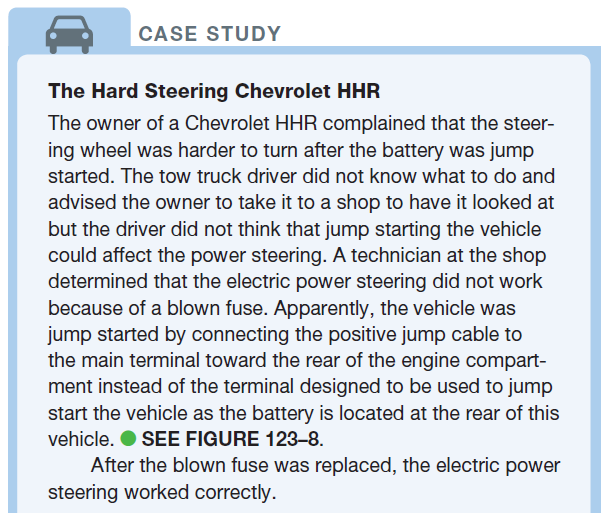 CASE STUDY
The Hard Steering Chevrolet HHR
The owner of a Chevrolet HHR complained that the steer-
ing wheel was harder to turn after the battery was jump
started. The tow truck driver did not know what to do and
advised the owner to take it to a shop to have it looked at
but the driver did not think that jump starting the vehicle
could affect the power steering. A technician at the shop
determined that the electric power steering did not work
because of a blown fuse. Apparently, the vehicle was
jump started by connecting the positive jump cable to
the main terminal toward the rear of the engine compart-
ment instead of the terminal designed to be used to jump
start the vehicle as the battery is located at the rear of this
vehicle. ● SEE FIGURE 123–8.
After the blown fuse was replaced, the electric power
steering worked correctly.